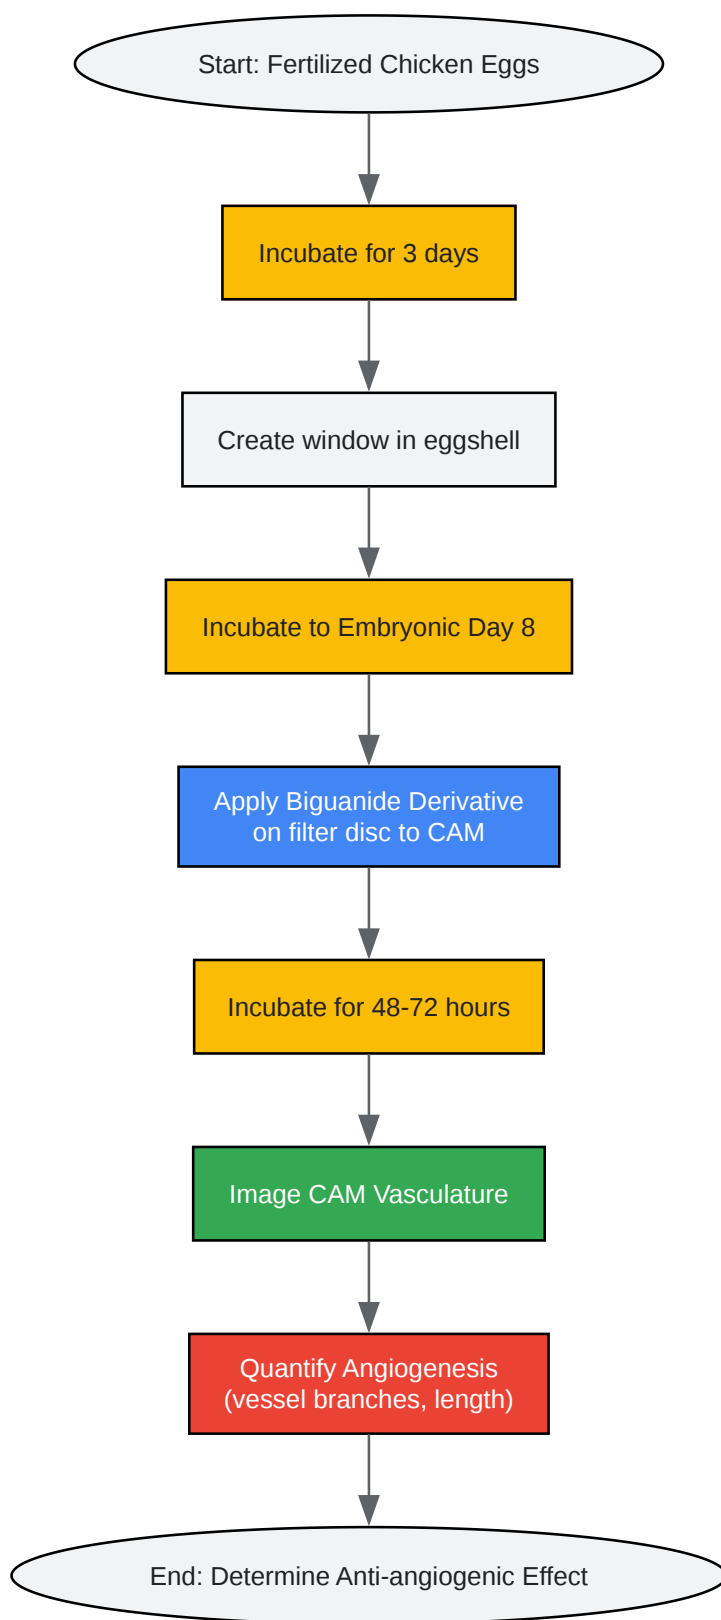 Start: Fertilized Chicken Eggs
Incubate for 3 days
Create window in eggshell
Incubate to Embryonic Day 8
Apply Biguanide Derivative
on filter disc to CAM
Incubate for 48-72 hours
Image CAM Vasculature
Quantify Angiogenesis
(vessel branches, length)
End: Determine Anti-angiogenic Effect